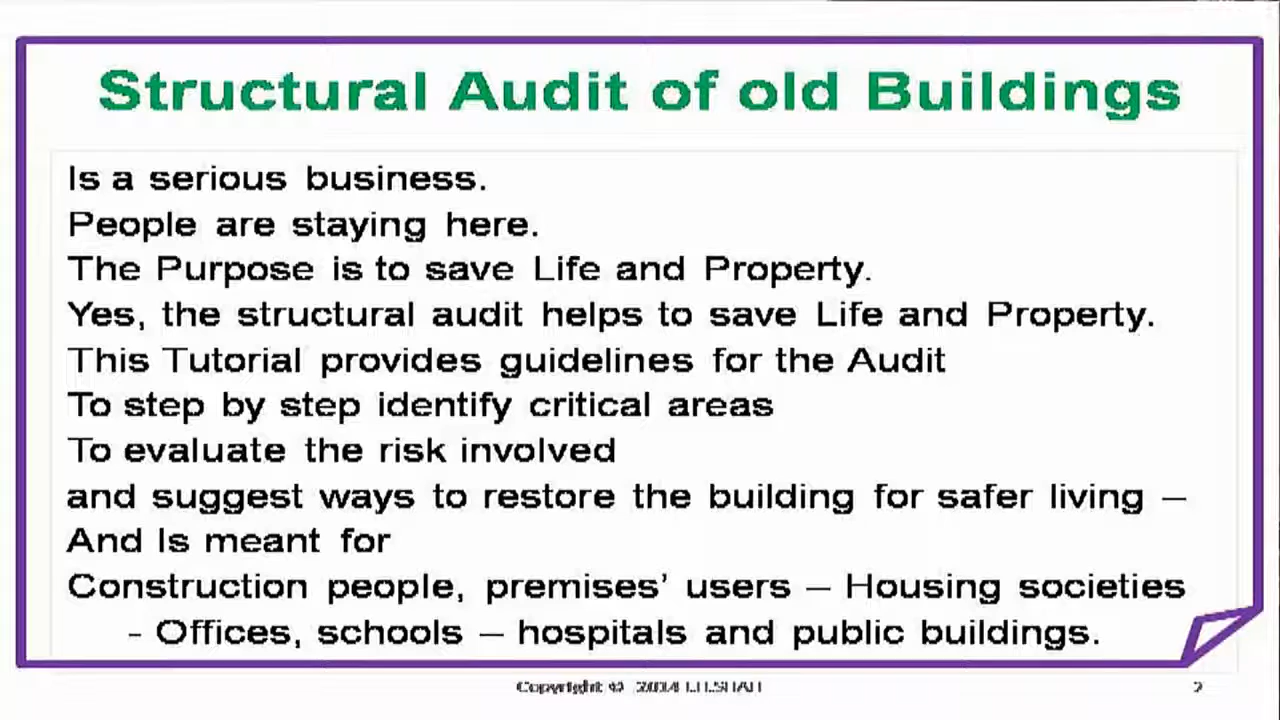 Structural Audit of old Buildings
Is a serious business.
People are staying here.
The Purpose is to save Life and Property.
Yes, the structural audit helps to save Life and Property.
This Tutorial provides guidelines for the Audit
To step by step identify critical areas
To evaluate the risk involved
and suggest ways to restore the building for safer living –
And Is meant for
Construction people, premises’ users – Housing societies
- Offices, schools – hospitals and public buildings.
Copyright ©
2